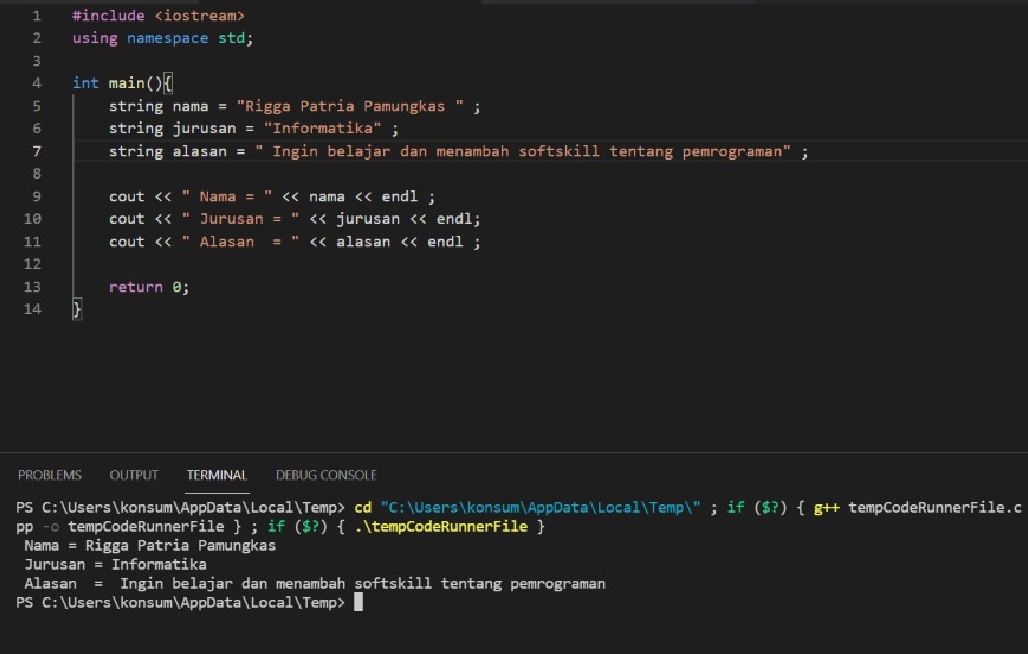 1 #include <iostream>
2 using namespace std;
3
4 int main(){
5 string nama = "Rigga Patria Pamungkas " ;
6 string jurusan = "Informatika" ;
7 string alasan = " Ingin belajar dan menambah softskill tentang pemrograman" ;
8
9 cout << " Nama = " << nama << endl ;
10 cout << " Jurusan = " << jurusan << endl;
11 cout << " Alasan  = " << alasan << endl ;
12
13 return 0;
14 }
PROBLEMS OUTPUT TERMINAL DEBUG CONSOLE
PS C:\Users\konsum\AppData\Local\Temp> cd "C:\Users\konsum\AppData\Local\Temp\" ; if ($?) { g++ tempCodeRunnerFile.c
pp -o tempCodeRunnerFile } ; if ($?) { .\tempCodeRunnerFile }
Nama = Rigga Patria Pamungkas
Jurusan = Informatika
Alasan  =  Ingin belajar dan menambah softskill tentang pemrograman
PS C:\Users\konsum\AppData\Local\Temp>